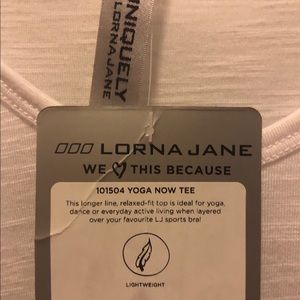 UNIQUELY
LORNA JANE
LORNA JANE
WE THIS BECAUSE
101504 YOGA NOW TEE
This longer line, relaxed-fit top is ideal for yoga,
dance or everyday active living when layered
over your favourite LJ sports bra!
LIGHTWEIGHT